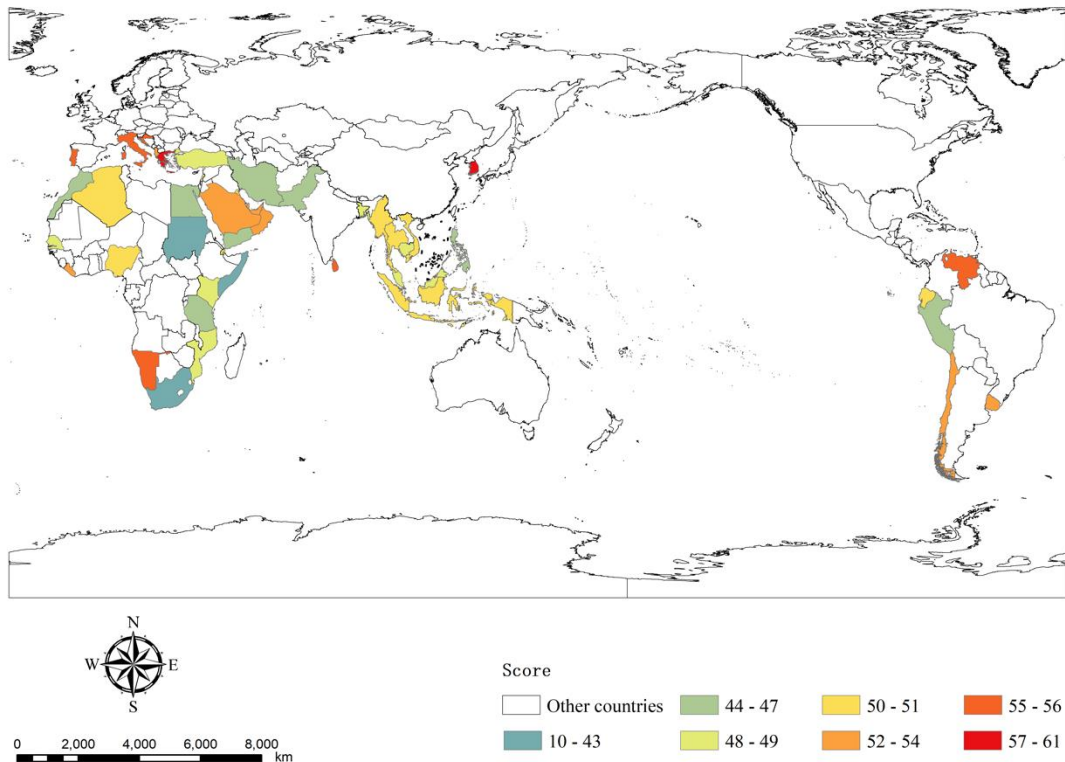 N
W E
S
Score
Other countries 44 - 47 50 - 51 55 - 56
10 - 43 48 - 49 52 - 54 57 - 61
0 2,000 4,000 6,000 8,000
km